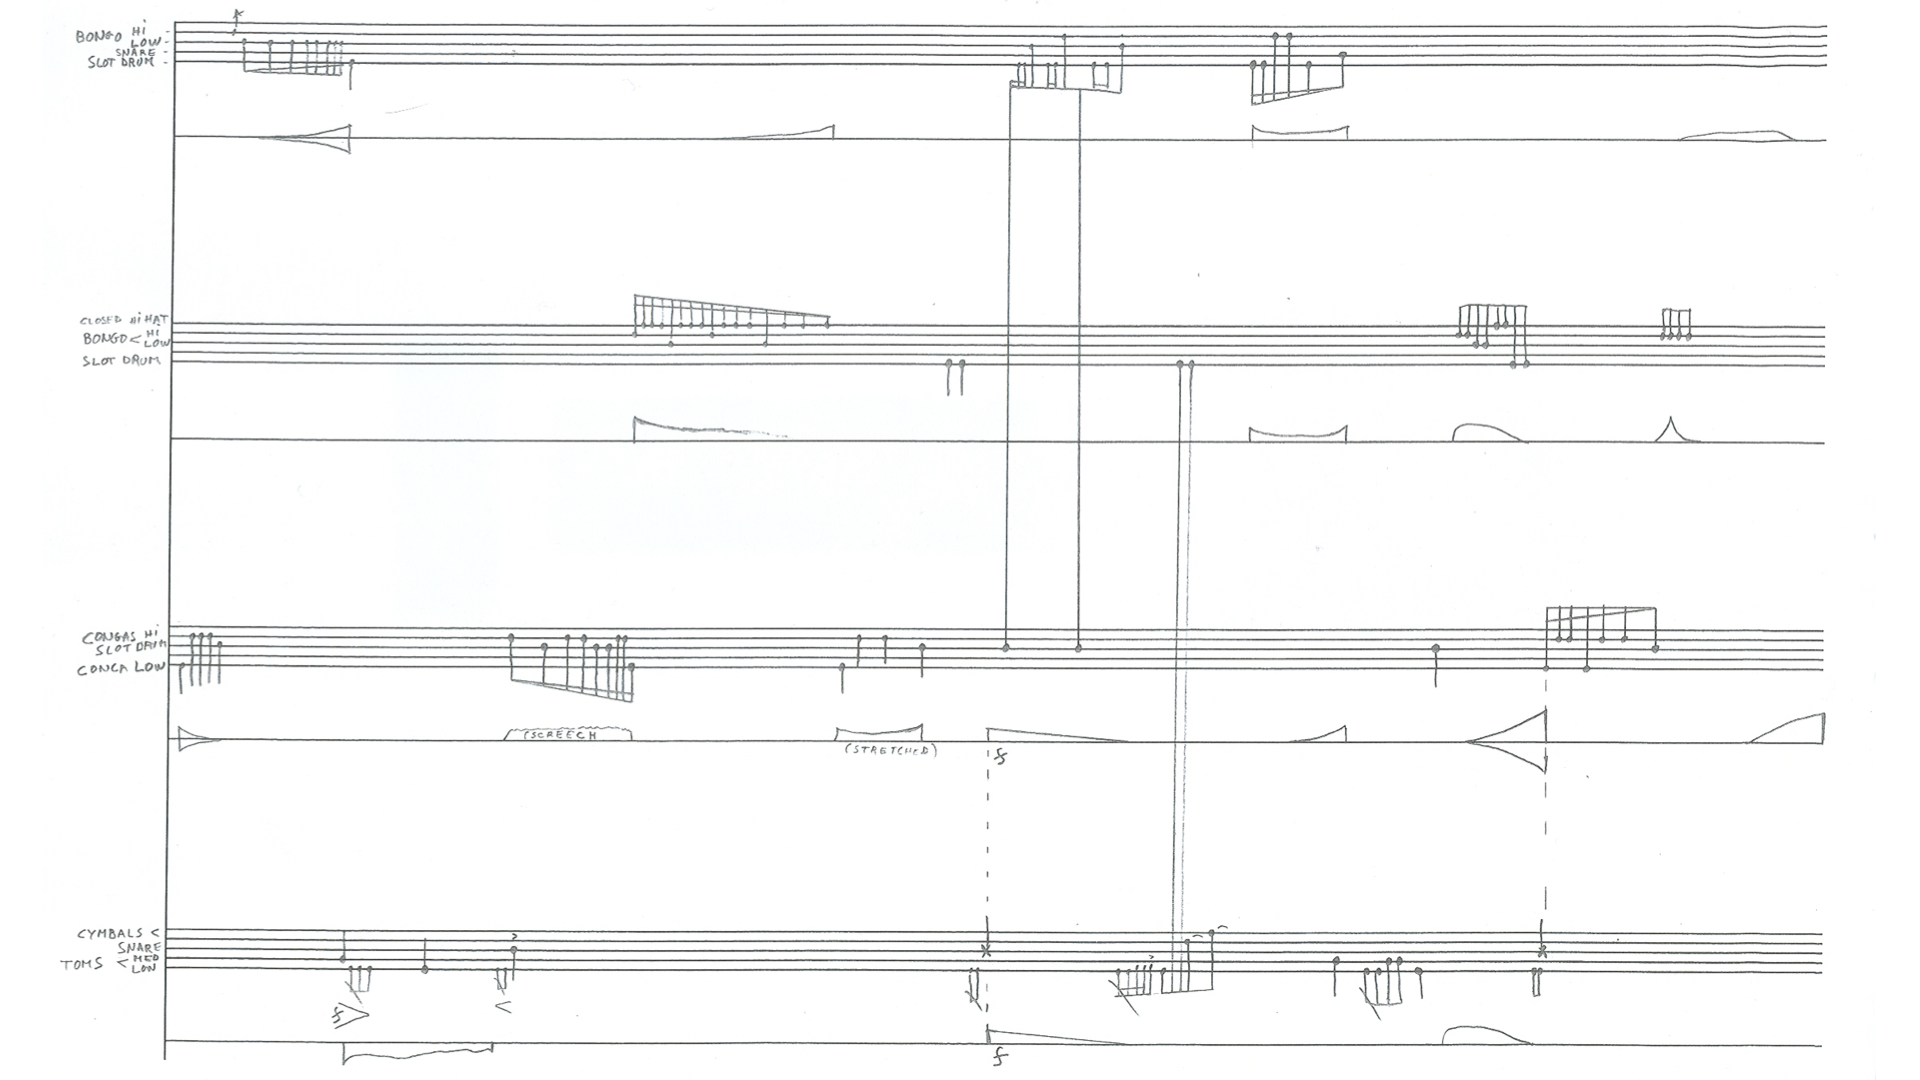 BONGO HI
LOW
SNARE
SLOT DRUM
CLOSED HI HAT
BONGO < HI
LOW
SLOT DRUM
CONGAS HI
SLOT DRUM
CONGA LOW
(SCREECH
(STRETCHED)
f
CYMBALS <
SNARE
TOMS < MED
LOW
f >
<
f